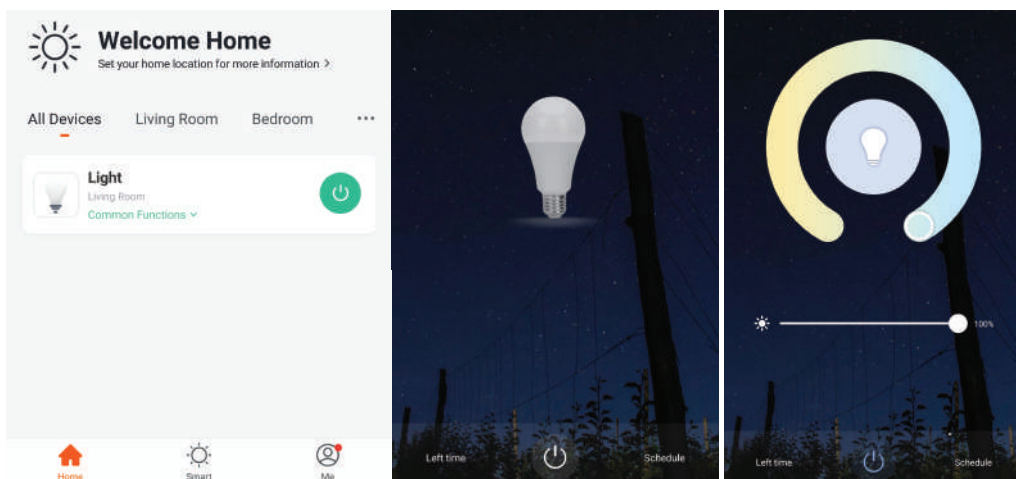 Welcome Home
Set your home location for more information >
All Devices Living Room Bedroom ...
Light
Living Room
Common Functions
Home Smart Me
Left time Schedule
100%
Left time Schedule